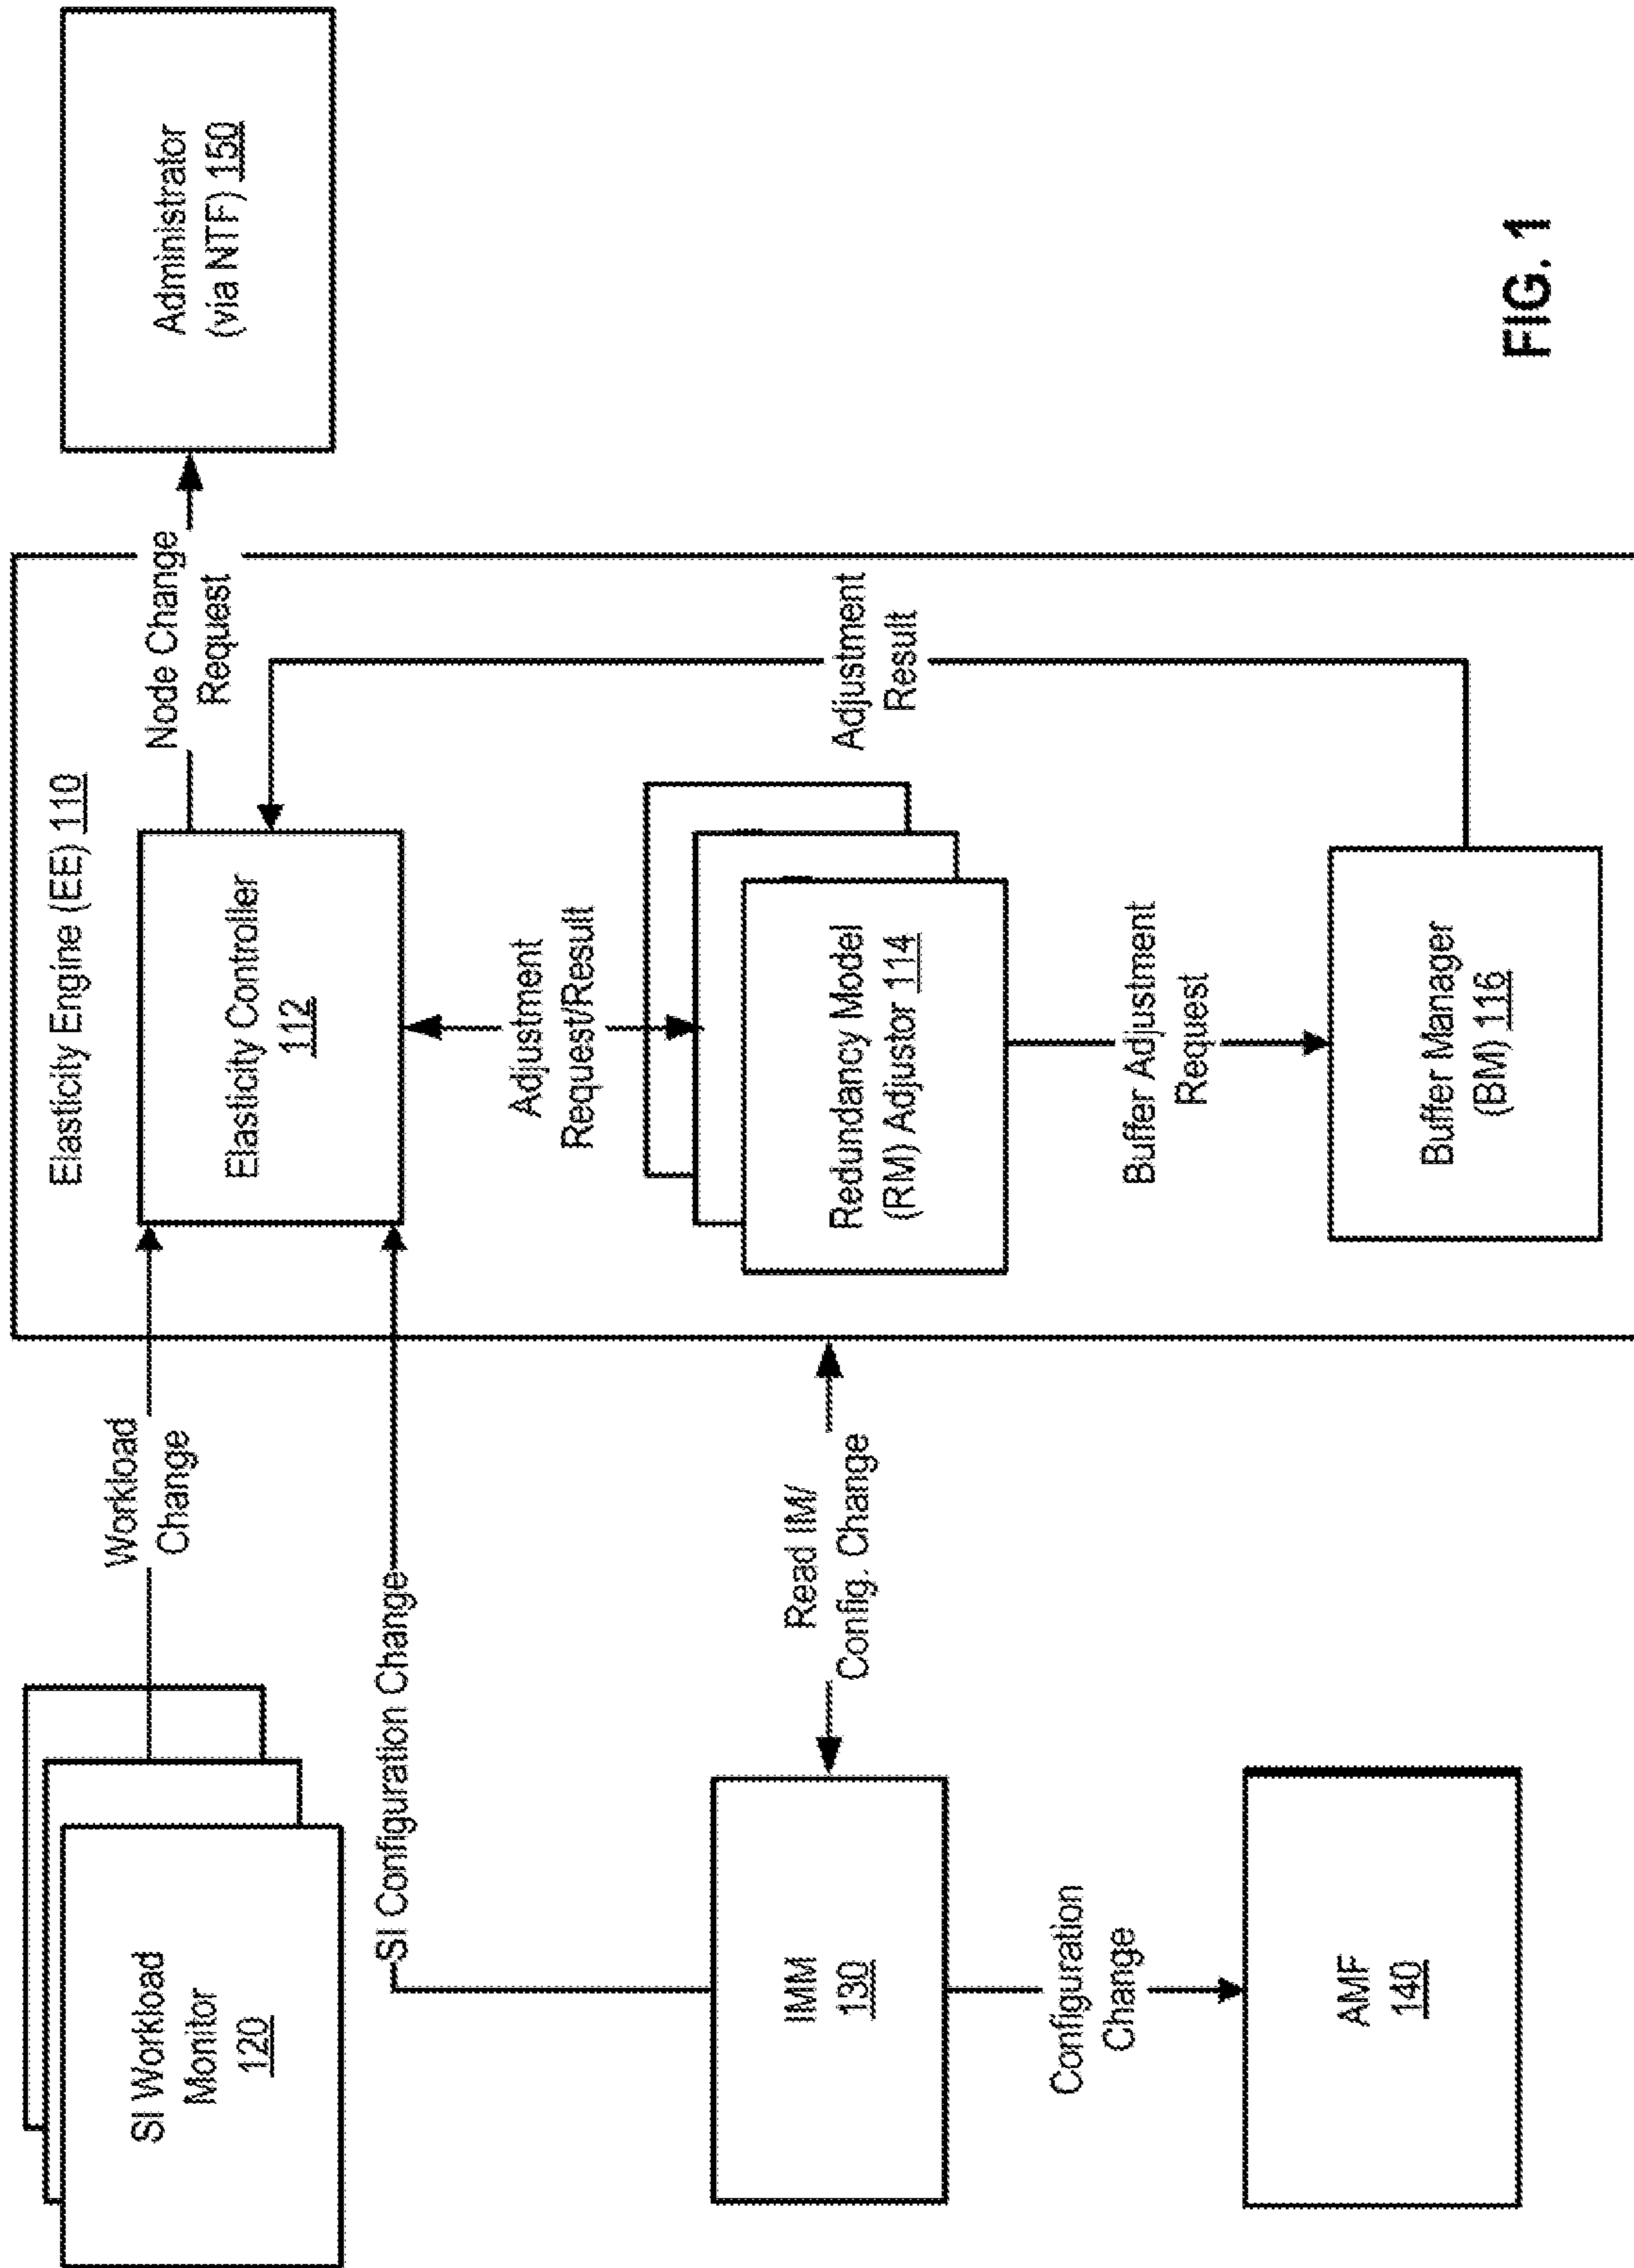 SI Workload
Monitor
120
Workload
Change
SI Configuration Change
IMM
130
Read IM/
Config. Change
Configuration
Change
AMF
140
Elasticity Engine (EE) 110
Elasticity Controller
112
Adjustment
Request/Result
Redundancy Model
(RM) Adjustor 114
Buffer Adjustment
Request
Buffer Manager
(BM) 116
Adjustment
Result
Node Change
Request
Administrator
(via NTF) 150
FIG. 1